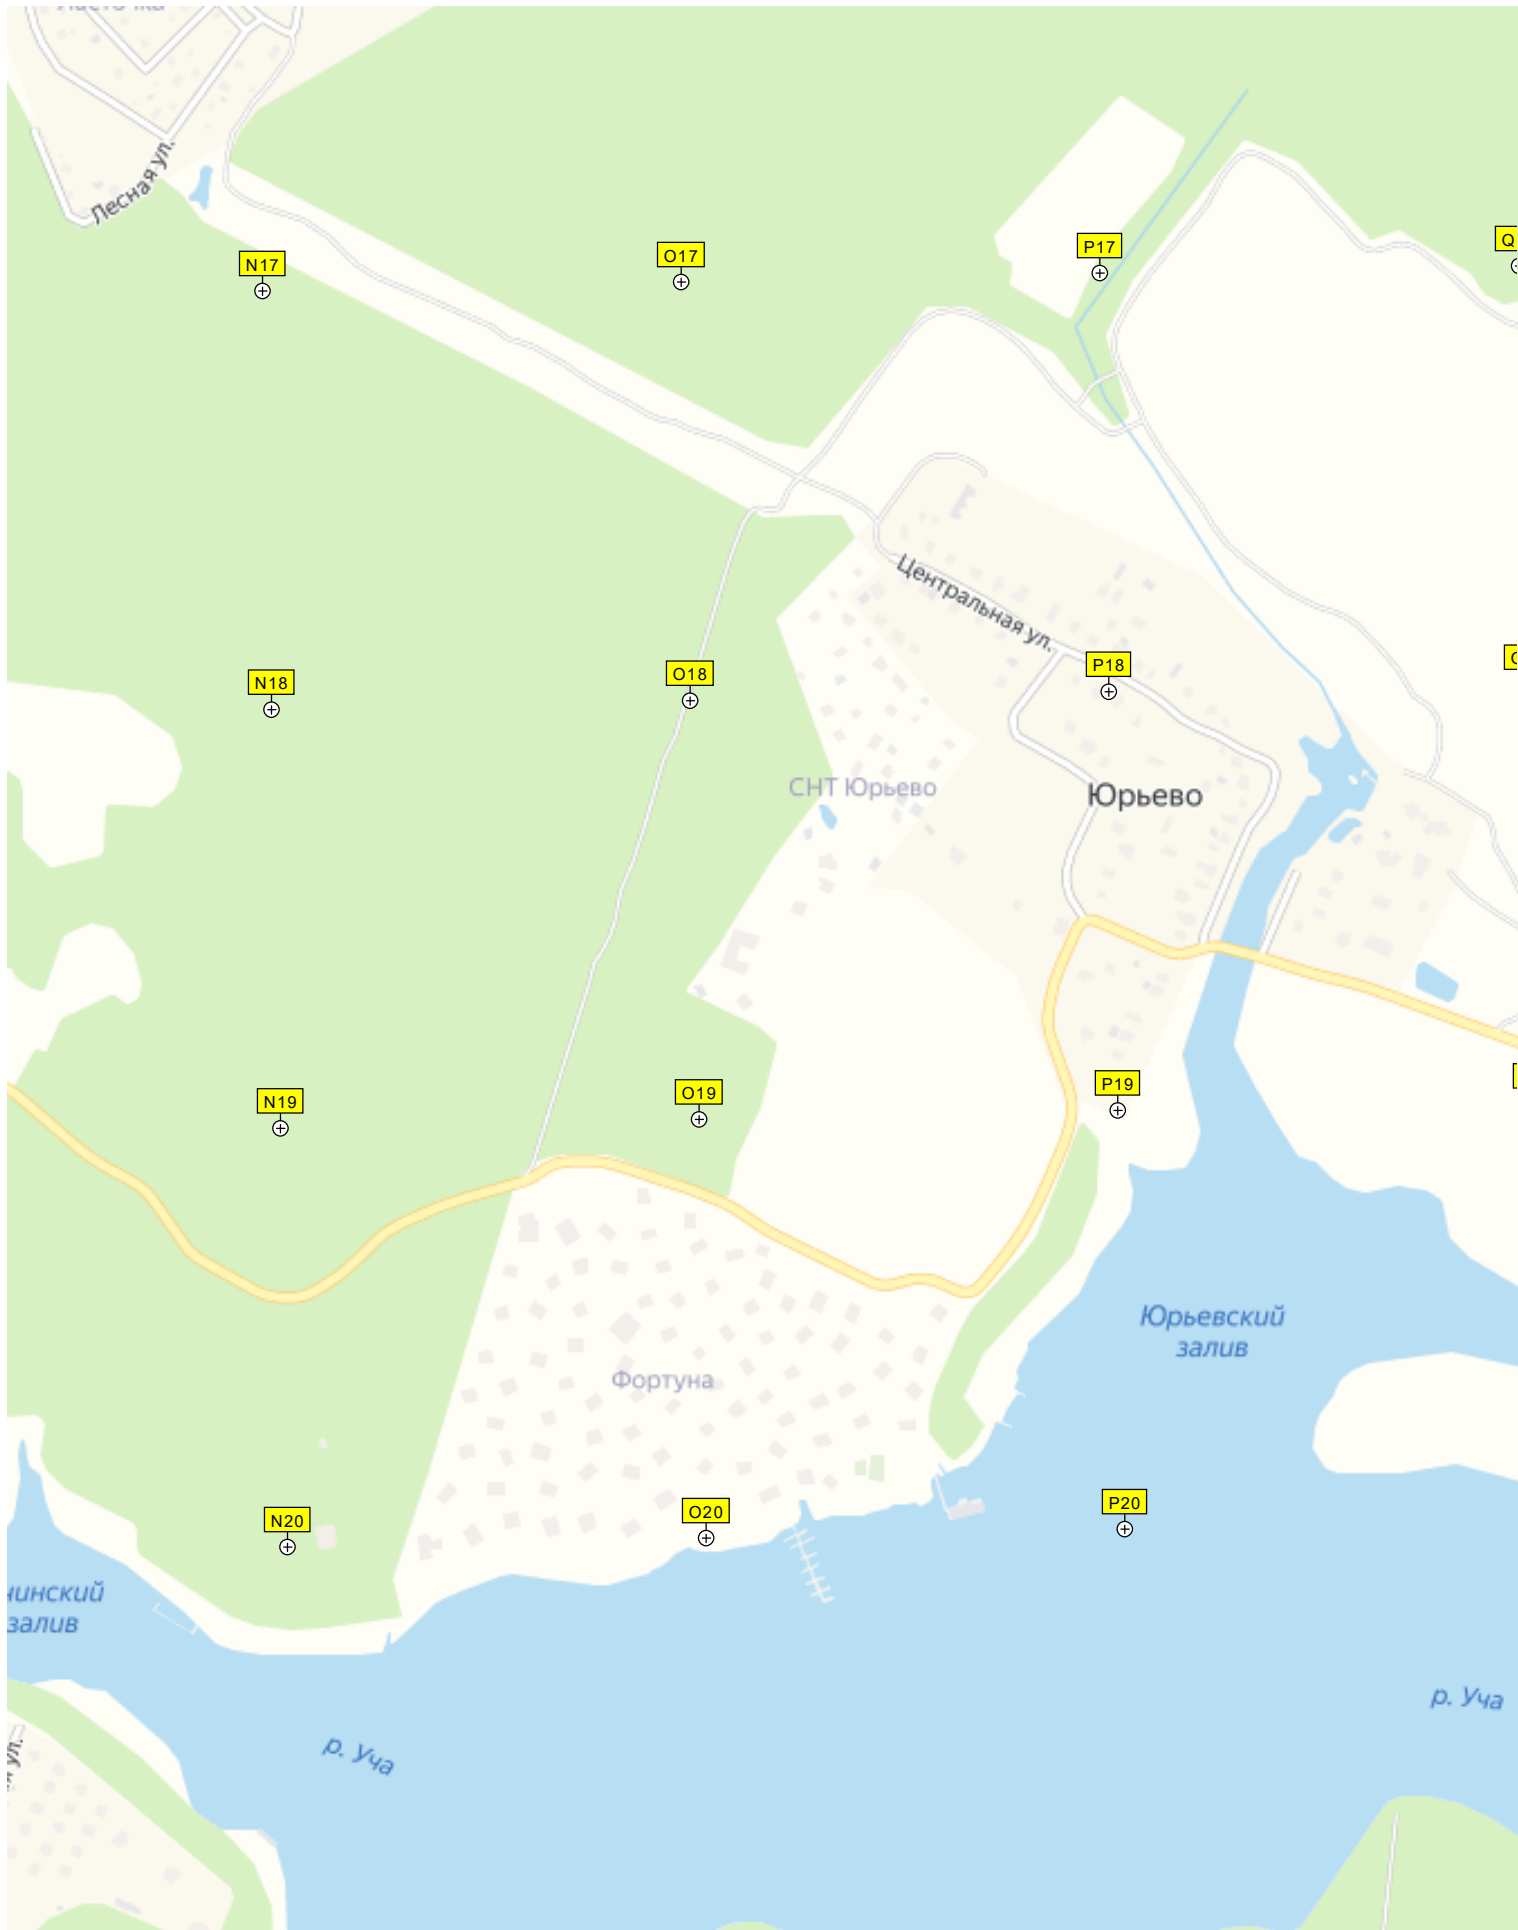 Лесная ул.
N17
O17
P17
Q
Центральная ул.
N18
O18
P18
СНТ Юрьево
Юрьево
N19
O19
P19
Юрьевский
залив
Фортуна
N20
O20
P20
залив
р. Уча
р. Уча
ул.